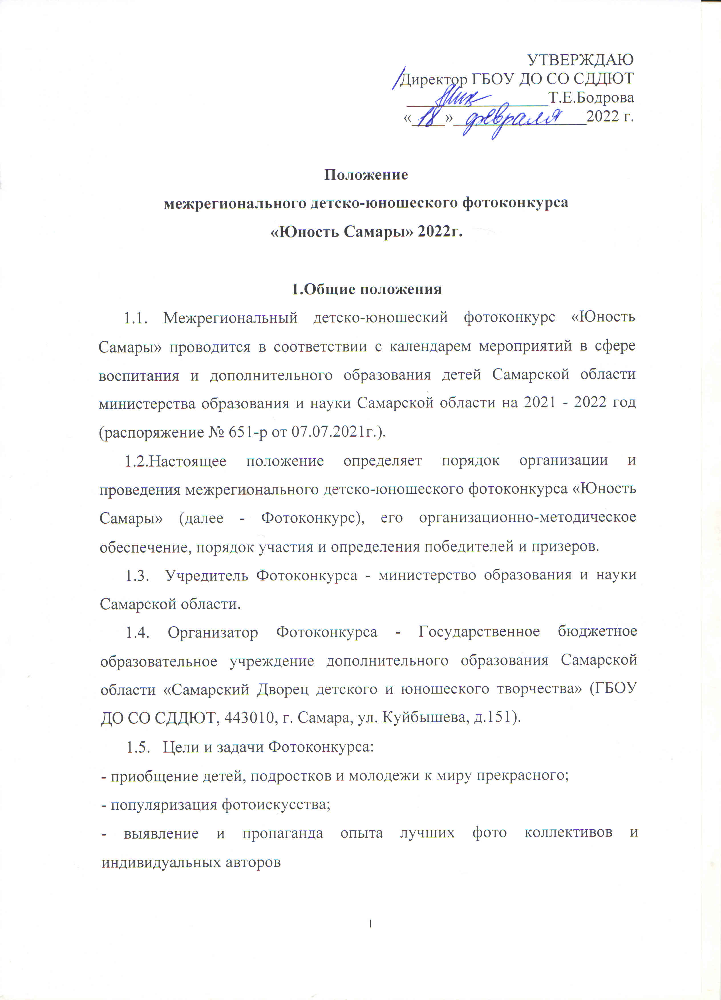 УТВЕРЖДАЮ
Директор ГБОУ ДО СО СДДЮТ
Т.Е.Бодрова
«18» февраля 2022 г.
Положение
межрегионального детско-юношеского фотоконкурса
«Юность Самары» 2022г.
1.Общие положения
1.1. Межрегиональный детско-юношеский фотоконкурс «Юность
Самары» проводится в соответствии с календарем мероприятий в сфере
воспитания и дополнительного образования детей Самарской области
министерства образования и науки Самарской области на 2021 - 2022 год
(распоряжение № 651-р от 07.07.2021г.).
1.2.Настоящее положение определяет порядок организации и
проведения межрегионального детско-юношеского фотоконкурса «Юность
Самары» (далее - Фотоконкурс), его организационно-методическое
обеспечение, порядок участия и определения победителей и призеров.
1.3. Учредитель Фотоконкурса - министерство образования и науки
Самарской области.
1.4. Организатор Фотоконкурса - Государственное бюджетное
образовательное учреждение дополнительного образования Самарской
области «Самарский Дворец детского и юношеского творчества» (ГБОУ
ДО СО СДДЮТ, 443010, г. Самара, ул. Куйбышева, д.151).
1.5. Цели и задачи Фотоконкурса:
- приобщение детей, подростков и молодежи к миру прекрасного;
- популяризация фотоискусства;
- выявление и пропаганда опыта лучших фото коллективов и
индивидуальных авторов
1